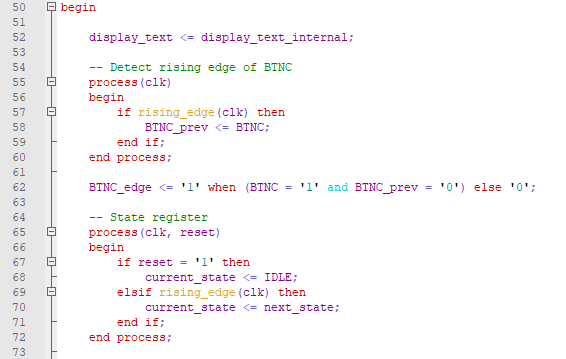 50 begin
51
52 display_text <= display_text_internal;
53
54 -- Detect rising edge of BTNC
55 process(clk)
56 begin
57 if rising_edge(clk) then
58 BTNC_prev <= BTNC;
59 end if;
60 end process;
61
62 BTNC_edge <= '1' when (BTNC = '1' and BTNC_prev = '0') else '0';
63
64 -- State register
65 process(clk, reset)
66 begin
67 if reset = '1' then
68 current_state <= IDLE;
69 elsif rising_edge(clk) then
70 current_state <= next_state;
71 end if;
72 end process;
73